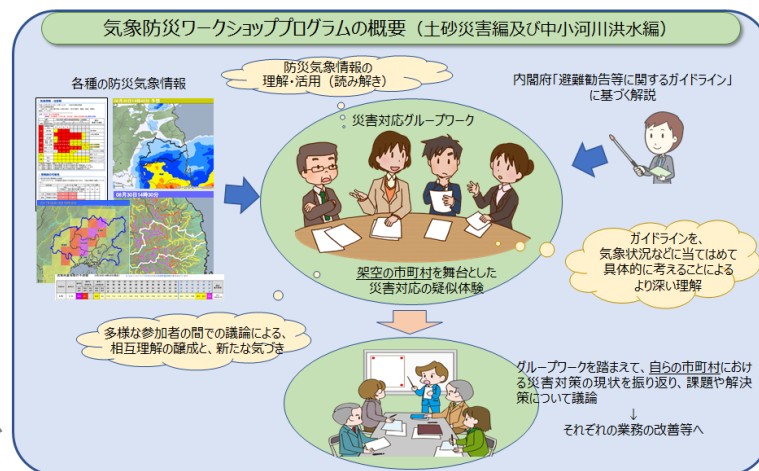 気象防災ワークショッププログラムの概要（土砂災害編及び中小河川洪水編）
各種の防災気象情報
防災気象情報の
理解・活用（読み解き）
内閣府「避難勧告等に関するガイドライン」
に基づく解説
災害対応グループワーク
架空の市町村を舞台とした
災害対応の疑似体験
ガイドラインを、
気象状況などに当てはめて
具体的に考えることによる
より深い理解
多様な参加者の間での議論による、
相互理解の醸成と、新たな気づき
グループワークを踏まえて、自らの市町村におけ
る災害対策の現状を振り返り、課題や解決
策について議論
↓
それぞれの業務の改善等へ